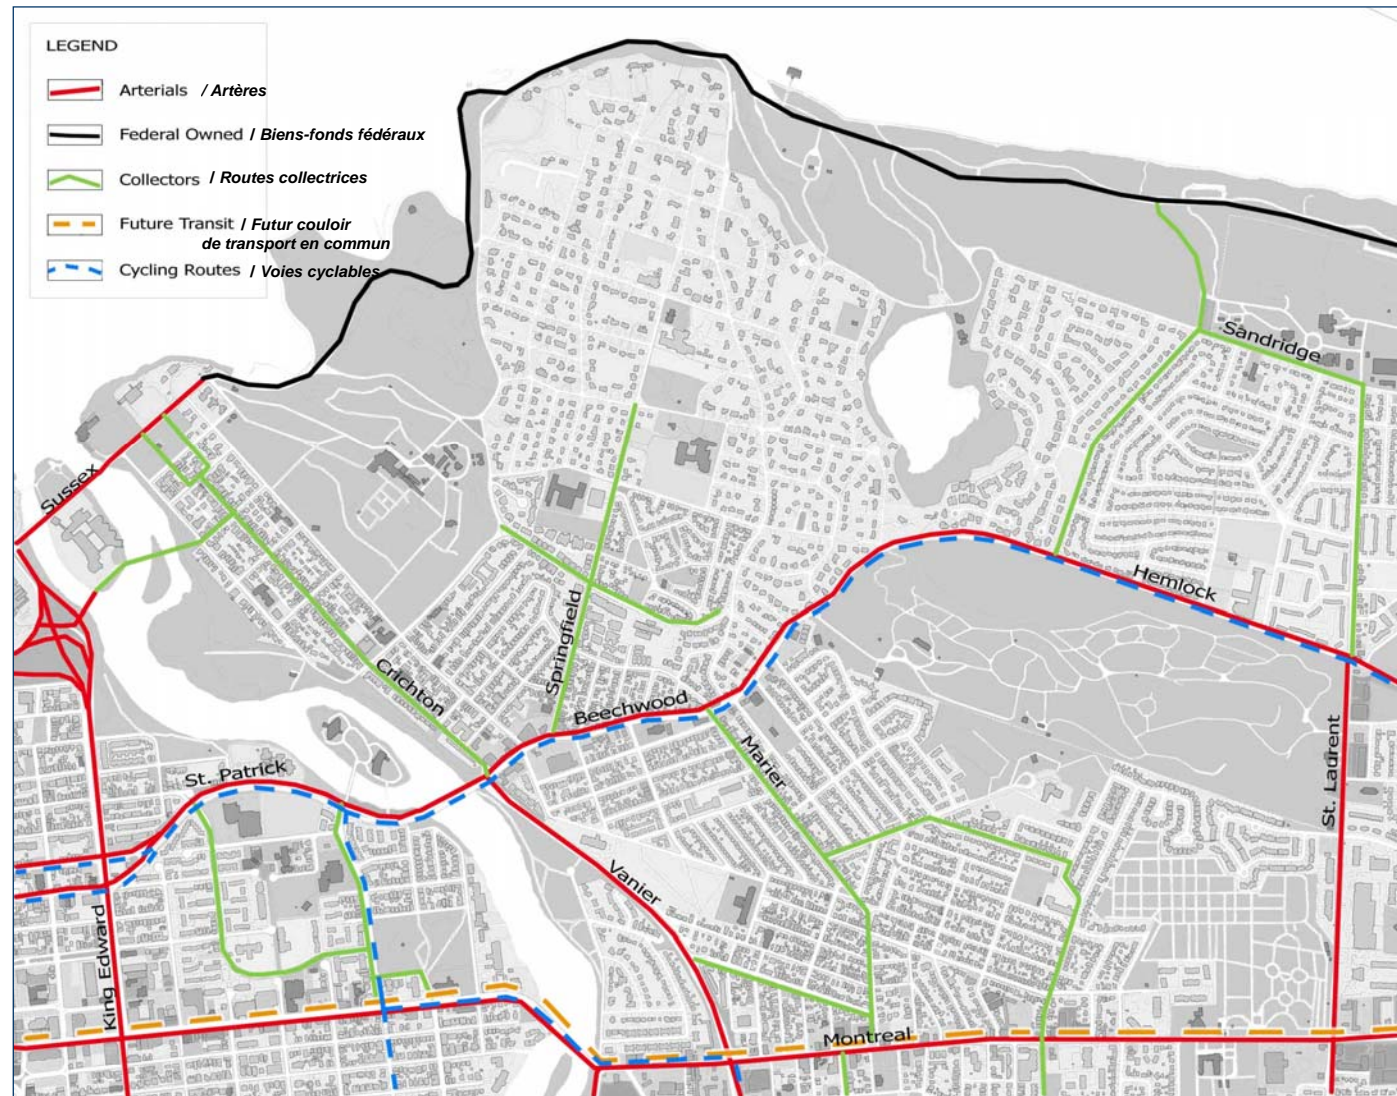 LEGEND
Arterials / Artères
Federal Owned / Biens-fonds fédéraux
Collectors / Routes collectrices
Future Transit / Futur couloir
de transport en commun
Cycling Routes / Voies cyclables
Sandridge
Sussex
Hemlock
Springfield
Crichton
Beechwood
St. Patrick
Marier
St. Laurent
Vanier
King Edward
Montreal